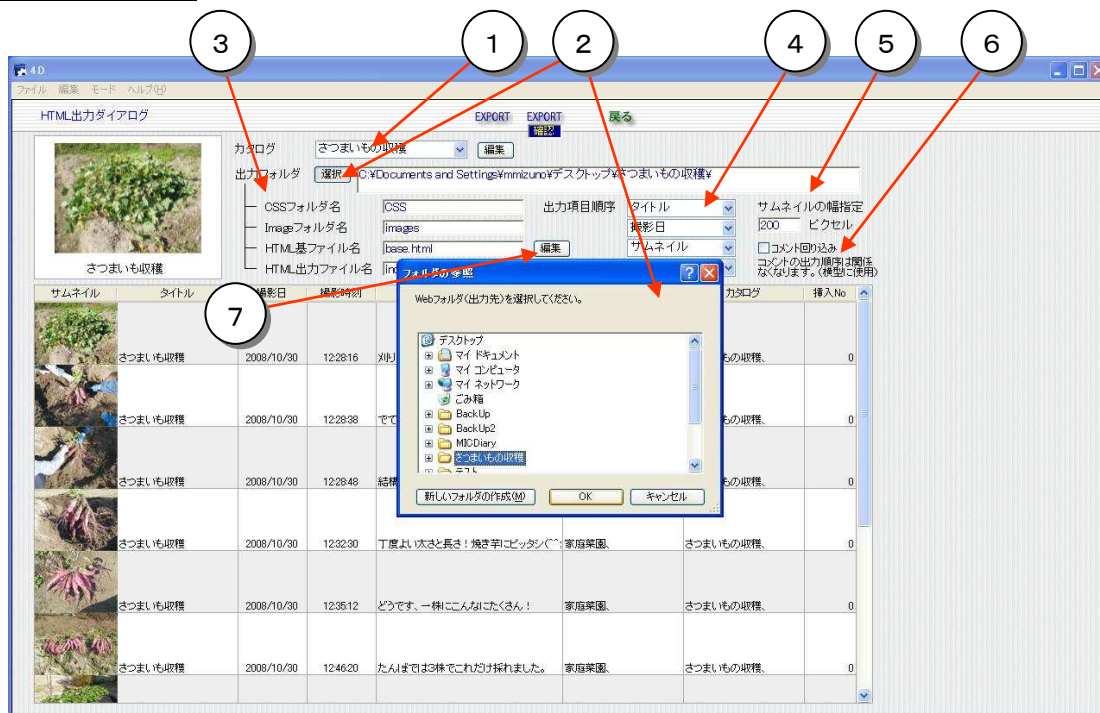 3
1
2
4
5
6
4D
ファイル 編集 モード ヘルプ(H)
HTML出力ダイアログ
EXPORT
EXPORT
確認
戻る
カタログ
さつまいもの収穫
編集
出力フォルダ
選択
C:¥Documents and Settings¥mmizuno¥デスクトップ¥さつまいもの収穫¥
CSSフォルダ名
CSS
出力項目順序
タイトル
サムネイルの幅指定
Imageフォルダ名
images
撮影日
200 ピクセル
HTML基ファイル名
base.html
編集
サムネイル
コメント回り込み
コメントの出力順序は関係
なくなります。(横型に使用)
HTML出力ファイル名
さつまいも収穫
7
フォルダの参照
Webフォルダ(出力先)を選択してください。
デスクトップ
マイ ドキュメント
マイ コンピュータ
マイ ネットワーク
ごみ箱
BackUp
BackUp2
MICDiary
さつまいもの収穫
テスト
新しいフォルダの作成(M)
OK
キャンセル
サムネイル タイトル 撮影日 撮影時刻 カタログ 挿入No
さつまいも収穫 2008/10/30 12:28:16 もの収穫、 0
さつまいも収穫 2008/10/30 12:28:38 でて もの収穫、 0
さつまいも収穫 2008/10/30 12:28:48 結構 もの収穫、 0
さつまいも収穫 2008/10/30 12:32:30 丁度よい太さと長さ!焼き芋にピッタシ(^^; 家庭菜園、 さつまいもの収穫、 0
さつまいも収穫 2008/10/30 12:35:12 どうです、一株にこんなにたくさん! 家庭菜園、 さつまいもの収穫、 0
さつまいも収穫 2008/10/30 12:46:20 たんまでは3株でこれだけ採れました。 家庭菜園、 さつまいもの収穫、 0